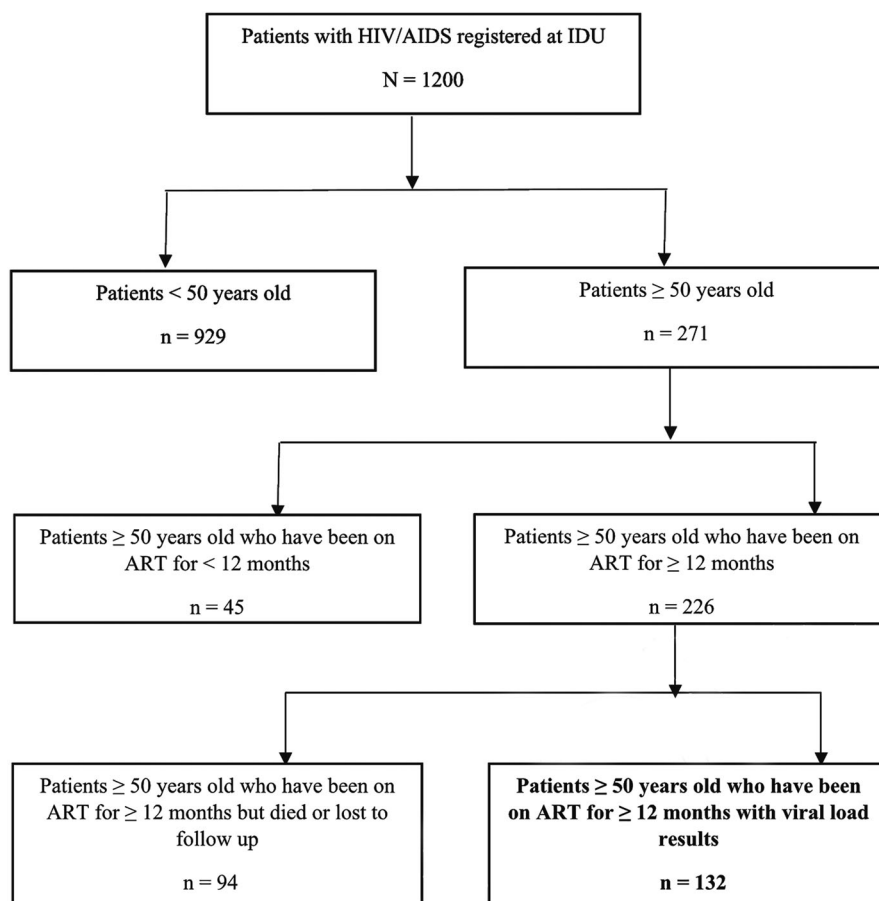 Patients with HIV/AIDS registered at IDU
N = 1200
Patients < 50 years old
n = 929
Patients ≥ 50 years old
n = 271
Patients ≥ 50 years old who have been on
ART for < 12 months
n = 45
Patients ≥ 50 years old who have been on
ART for ≥ 12 months
n = 226
Patients ≥ 50 years old who have been on
ART for ≥ 12 months but died or lost to
follow up
n = 94
Patients ≥ 50 years old who have been
on ART for ≥ 12 months with viral load
results
n = 132